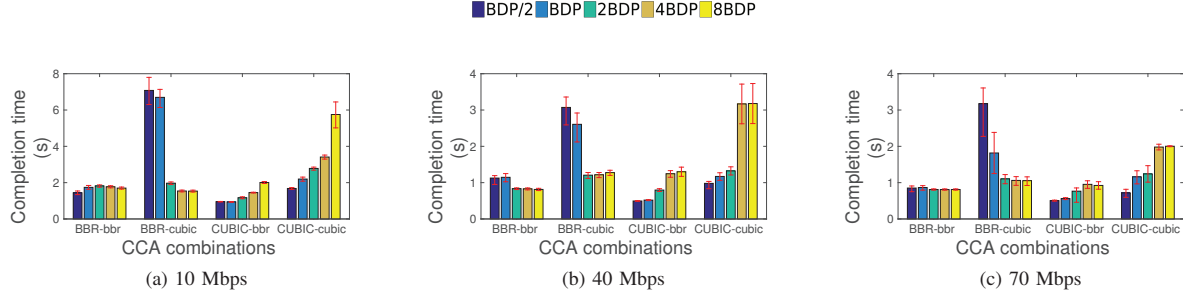 BDP/2 BDP 2BDP 4BDP 8BDP
Completion time
(s)
8
6
4
2
0
BBR-bbr BBR-cubic CUBIC-bbr CUBIC-cubic
CCA combinations
(a) 10 Mbps
Completion time
(s)
4
3
2
1
0
BBR-bbr BBR-cubic CUBIC-bbr CUBIC-cubic
CCA combinations
(b) 40 Mbps
Completion time
(s)
4
3
2
1
0
BBR-bbr BBR-cubic CUBIC-bbr CUBIC-cubic
CCA combinations
(c) 70 Mbps